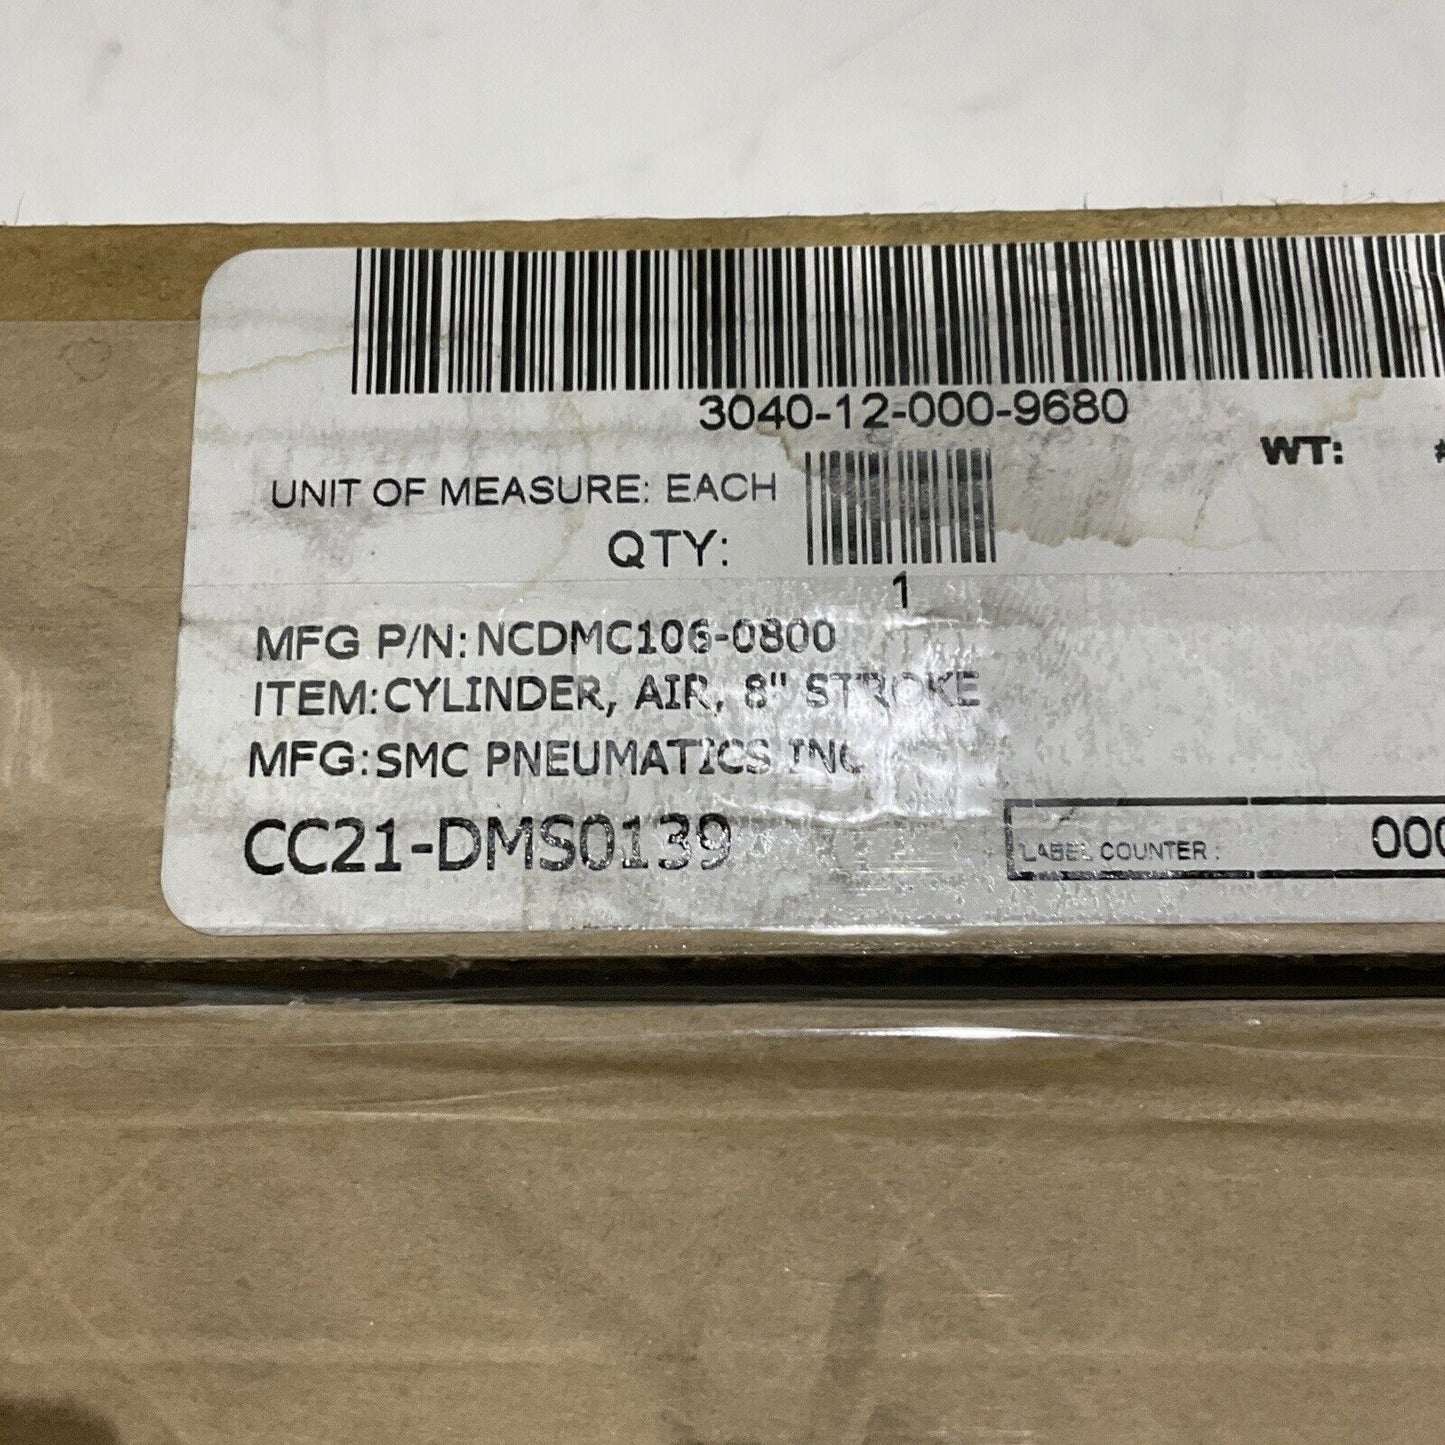 3040-12-000-9680
WT:
UNIT OF MEASURE: EACH
QTY:
1
MFG P/N: NCDMC106-0800
ITEM:CYLINDER, AIR, 8" STROKE
MFG:SMC PNEUMATICS INC
CC21-DMS0139
LABEL COUNTER : 000